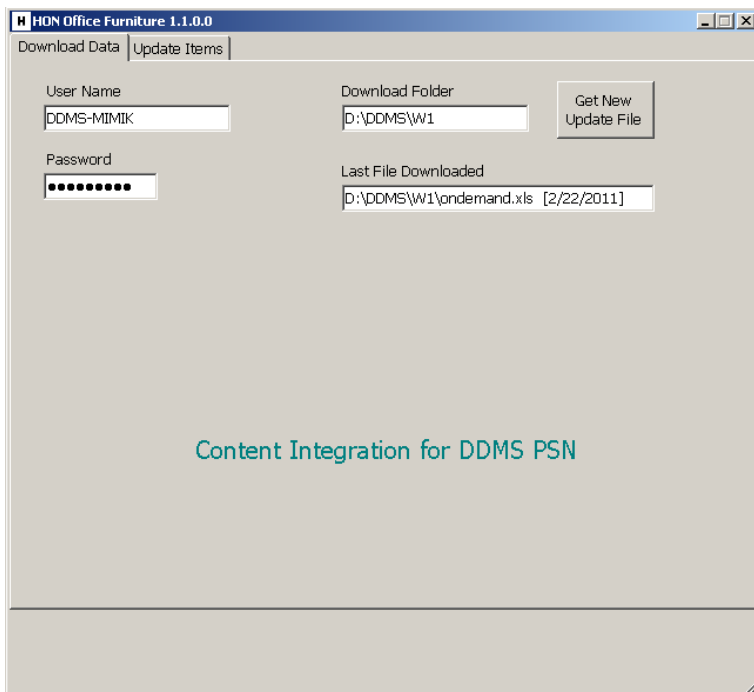 H HON Office Furniture 1.1.0.0
Download Data
Update Items
User Name
DDMS-MIMIK
Password
●●●●●●●●●
Download Folder
D:\DDMS\W1
Get New
Update File
Last File Downloaded
D:\DDMS\W1\ondemand.xls [2/22/2011]
Content Integration for DDMS PSN